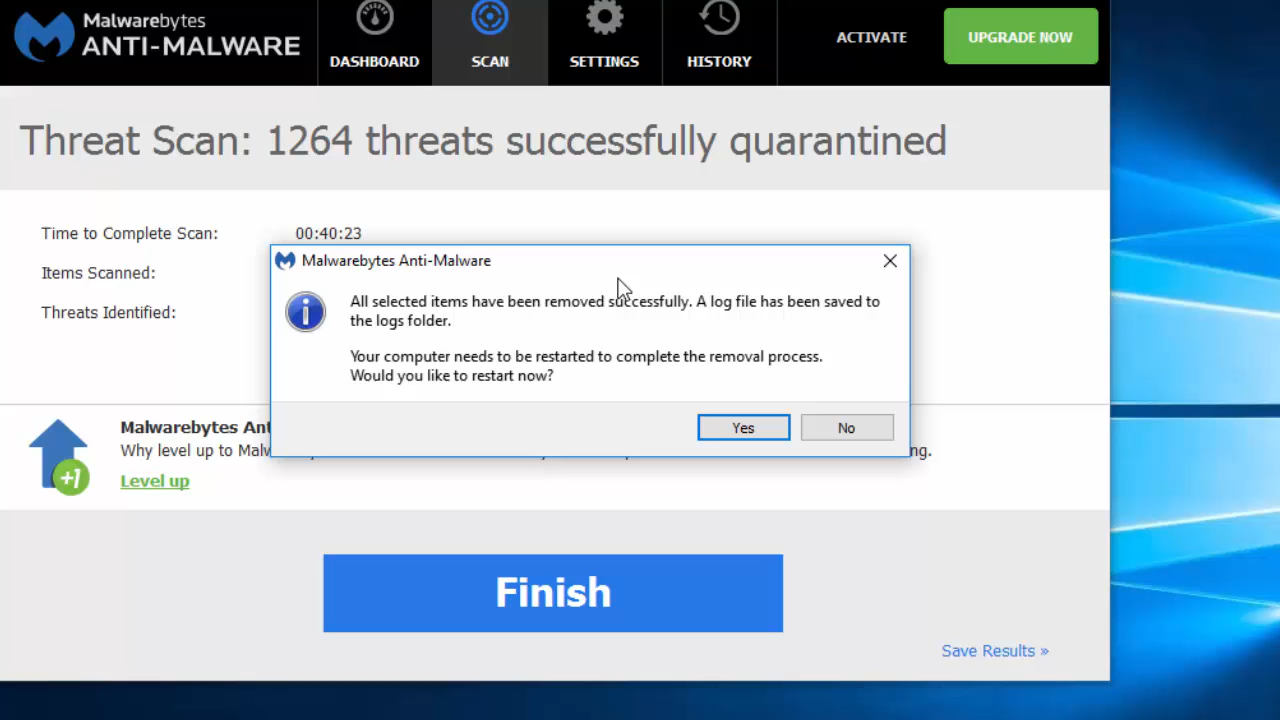 Malwarebytes
ANTI-MALWARE
DASHBOARD
SCAN
SETTINGS
HISTORY
ACTIVATE
UPGRADE NOW
Threat Scan: 1264 threats successfully quarantined
Time to Complete Scan: 00:40:23
Items Scanned:
Threats Identified:
Malwarebytes Anti-Malware
All selected items have been removed successfully. A log file has been saved to
the logs folder.
Your computer needs to be restarted to complete the removal process.
Would you like to restart now?
Yes
No
Malwarebytes Ant
Why level up to Malw
ng.
+1
Level up
Finish
Save Results »